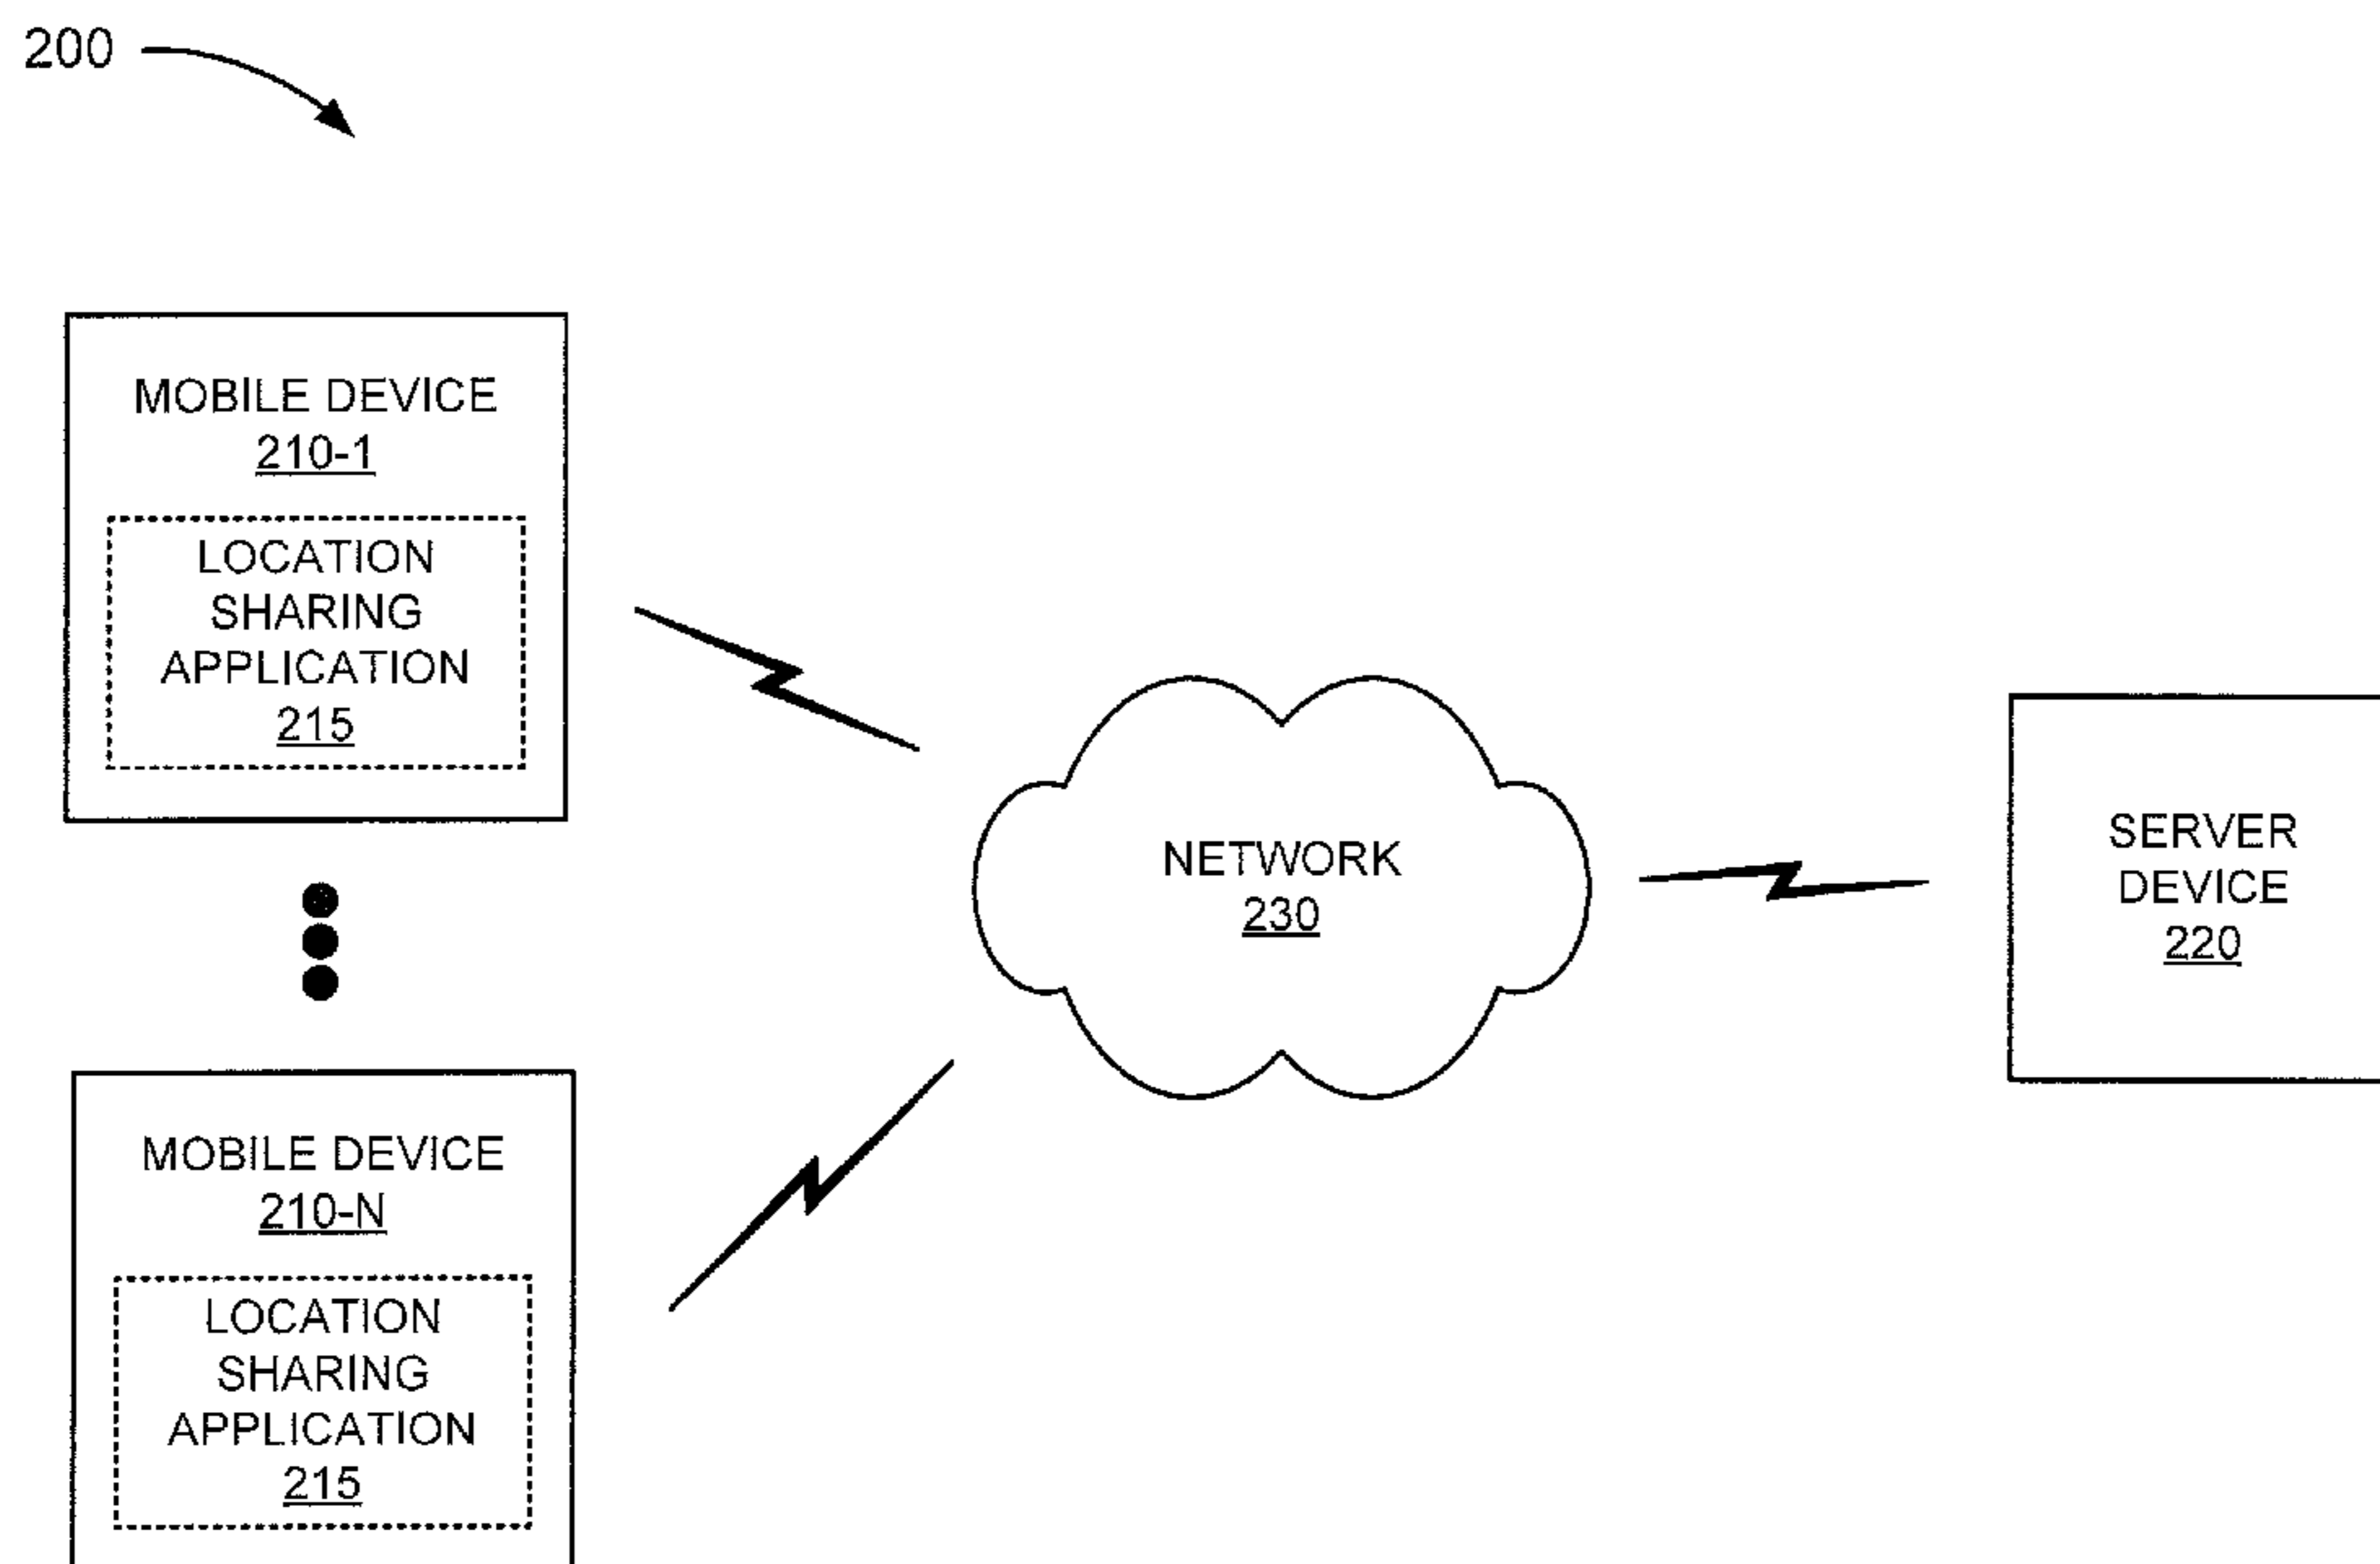 200
MOBILE DEVICE
210-1
LOCATION
SHARING
APPLICATION
215
NETWORK
230
SERVER
DEVICE
220
MOBILE DEVICE
210-N
LOCATION
SHARING
APPLICATION
215